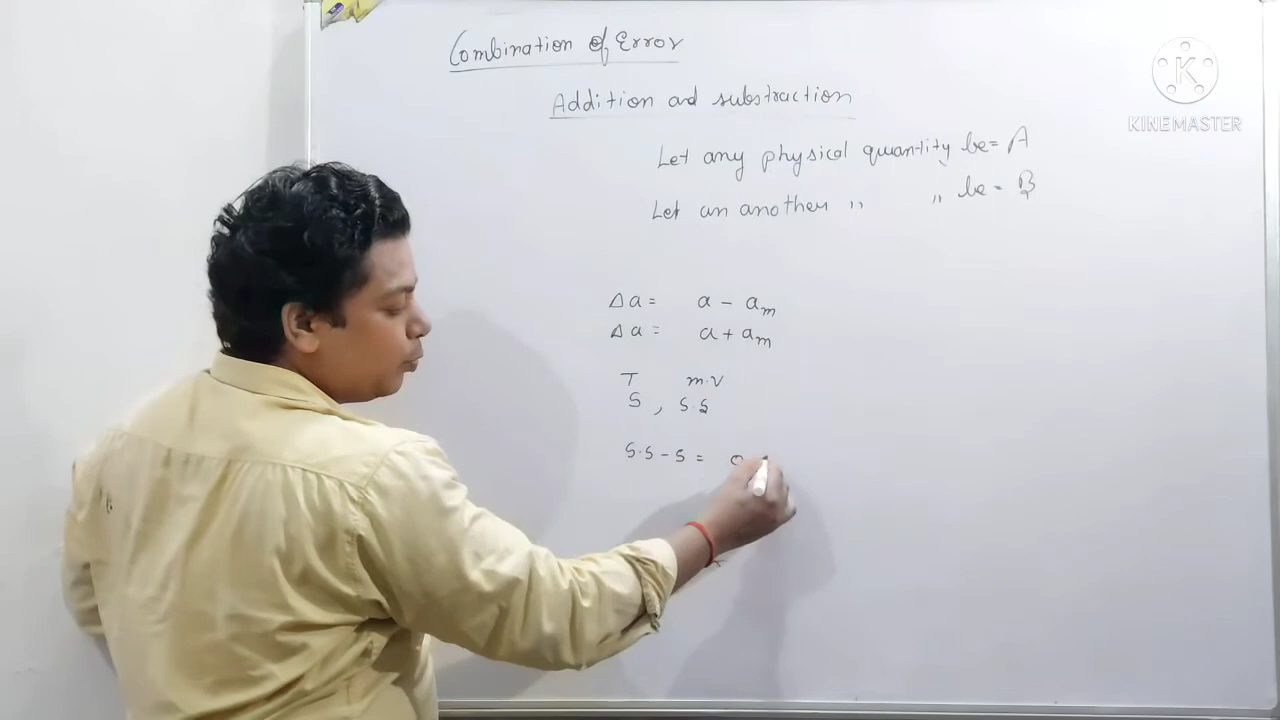 Combination of Error
Addition and substraction
Let any physical quantity be = A
Let an another ,, ,, be = B
Δa = a - am
Δa = a + am
T m.v
5 , 5 5
5.5 - 5 = 0
K
KINEMASTER